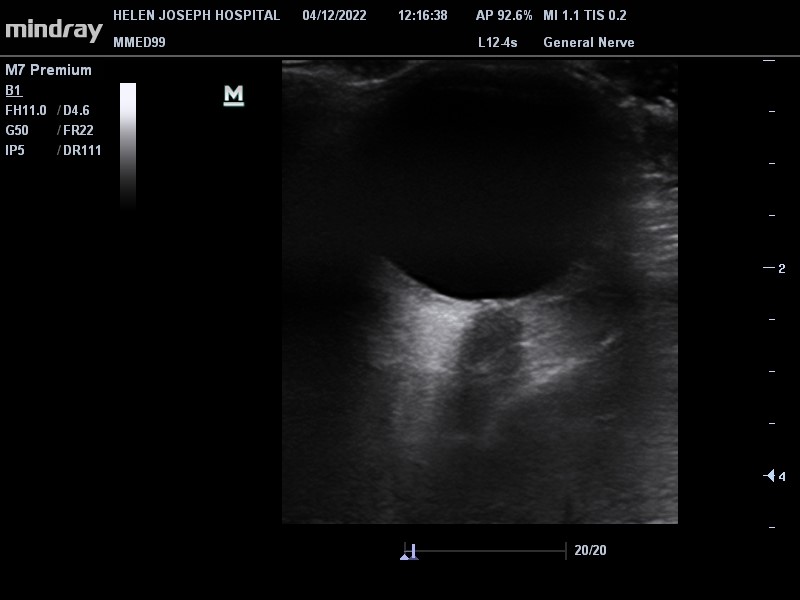 mindray
HELEN JOSEPH HOSPITAL 04/12/2022 12:16:38 AP 92.6% MI 1.1 TIS 0.2
MMED99 L12-4s General Nerve
M7 Premium
B1
FH11.0 / D4.6
G50 / FR22
IP5 / DR111
M
2
4
20/20